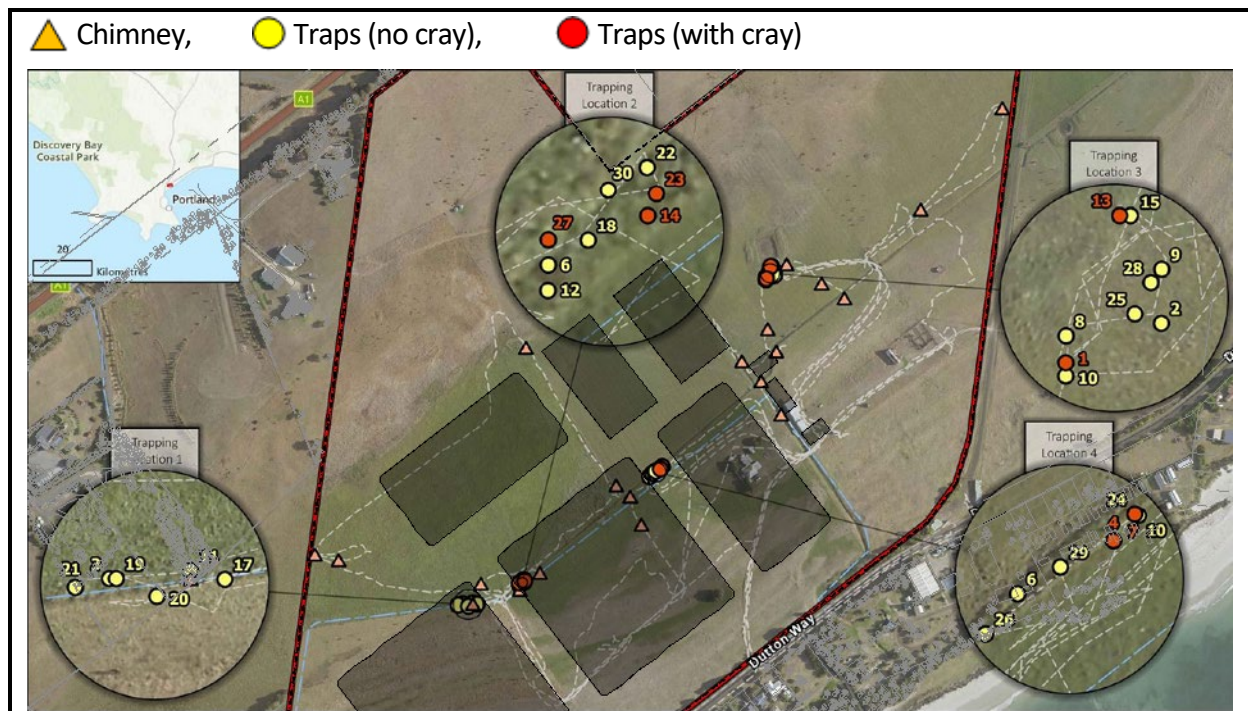 Chimney, Traps (no cray), Traps (with cray)
A1
Discovery Bay
Coastal Park
Portland
20
Kilometres
A1
Trapping
Location 2
22
30
23
14
27
18
6
12
Trapping
Location 3
13
15
9
28
25
2
8
1
10
Trapping
21
19
17
20
Trapping
Location 4
24
4
7
10
29
6
26
Dutton Way